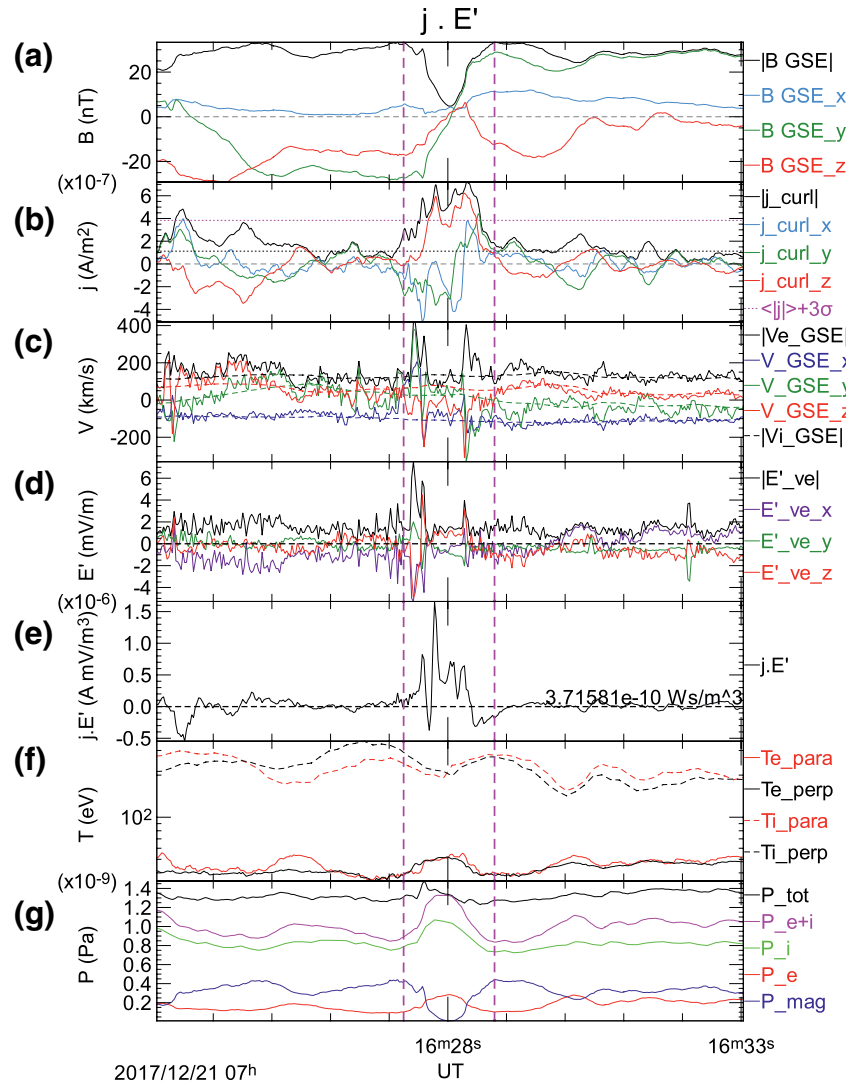 j . E'
(a)
B (nT)
20
0
-20
|B GSE|
B GSE_x
B GSE_y
B GSE_z
(x10-7)
(b)
j (A/m2)
6
4
2
0
-2
-4
|j_curl|
j_curl_x
j_curl_y
j_curl_z
<|j|>+3σ
(c)
V (km/s)
400
200
0
-200
|Ve_GSE|
V_GSE_x
V_GSE_y
V_GSE_z
|Vi_GSE|
(d)
E' (mV/m)
6
4
2
0
-2
-4
|E'_ve|
E'_ve_x
E'_ve_y
E'_ve_z
(x10-6)
(e)
j.E' (A mV/m3)
1.5
1.0
0.5
0.0
-0.5
3.71581e-10 Ws/m^3
j.E'
(f)
T (eV)
102
Te_para
Te_perp
Ti_para
Ti_perp
(x10-9)
(g)
P (Pa)
1.4
1.2
1.0
0.8
0.6
0.4
0.2
P_tot
P_e+i
P_i
P_e
P_mag
16m28s
16m33s
2017/12/21 07h
UT